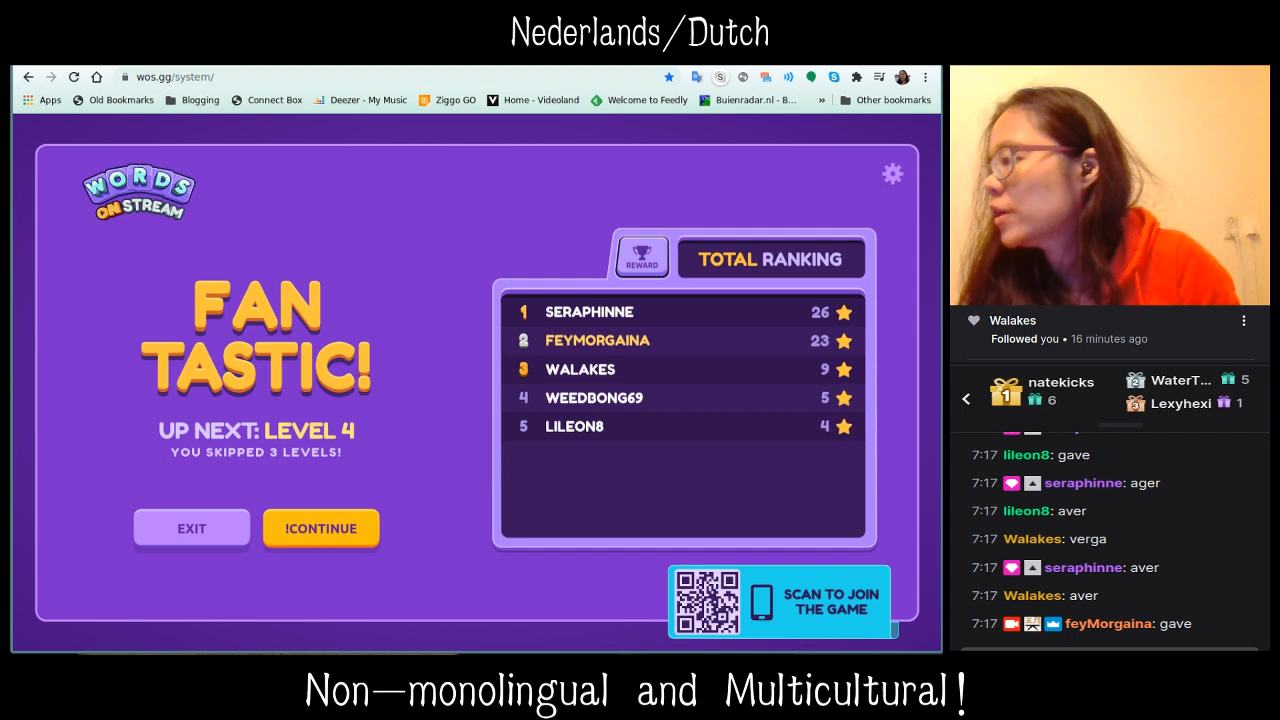 Nederlands/Dutch
wos.gg/system/
Apps
Old Bookmarks
Blogging
Connect Box
Deezer - My Music
Ziggo GO
Home - Videoland
Welcome to Feedly
Buienradar.nl - B...
»
Other bookmarks
WORDS
ON STREAM
REWARD
TOTAL RANKING
FAN
TASTIC!
UP NEXT: LEVEL 4
YOU SKIPPED 3 LEVELS!
EXIT
!CONTINUE
1 SERAPHINNE 26
2 FEYMORGAINA 23
3 WALAKES 9
4 WEEDBONG69 5
5 LILEON8 4
SCAN TO JOIN
THE GAME
Walakes
Followed you • 16 minutes ago
1 natekicks
6
2 WaterT... 5
3 Lexyhexi 1
7:17 lileon8: gave
7:17 seraphinne: ager
7:17 lileon8: aver
7:17 Walakes: verga
7:17 seraphinne: aver
7:17 Walakes: aver
7:17 feyMorgaina: gave
Non-monolingual and Multicultural!